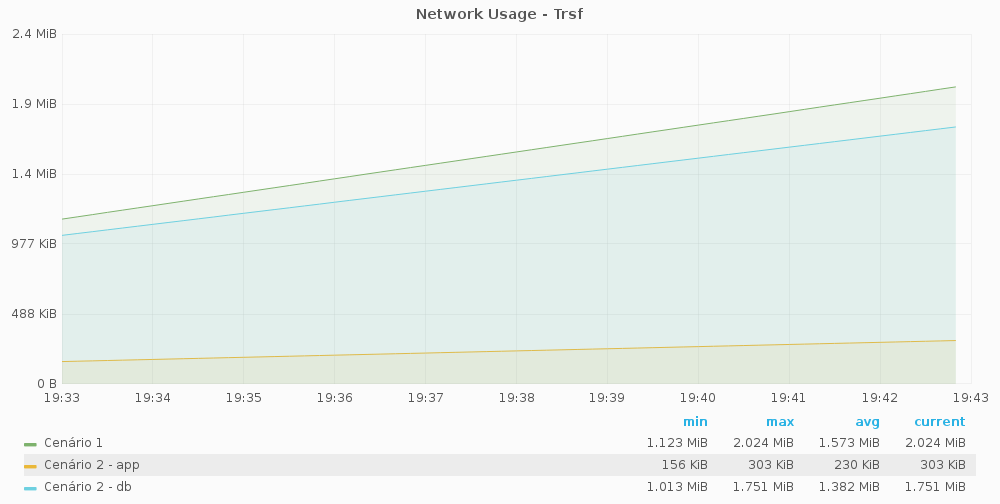 Network Usage - Trsf
2.4 MiB
1.9 MiB
1.4 MiB
977 KiB
488 KiB
0 B
19:33 19:34 19:35 19:36 19:37 19:38 19:39 19:40 19:41 19:42 19:43
min max avg current
Cenário 1 1.123 MiB 2.024 MiB 1.573 MiB 2.024 MiB
Cenário 2 - app 156 KiB 303 KiB 230 KiB 303 KiB
Cenário 2 - db 1.013 MiB 1.751 MiB 1.382 MiB 1.751 MiB